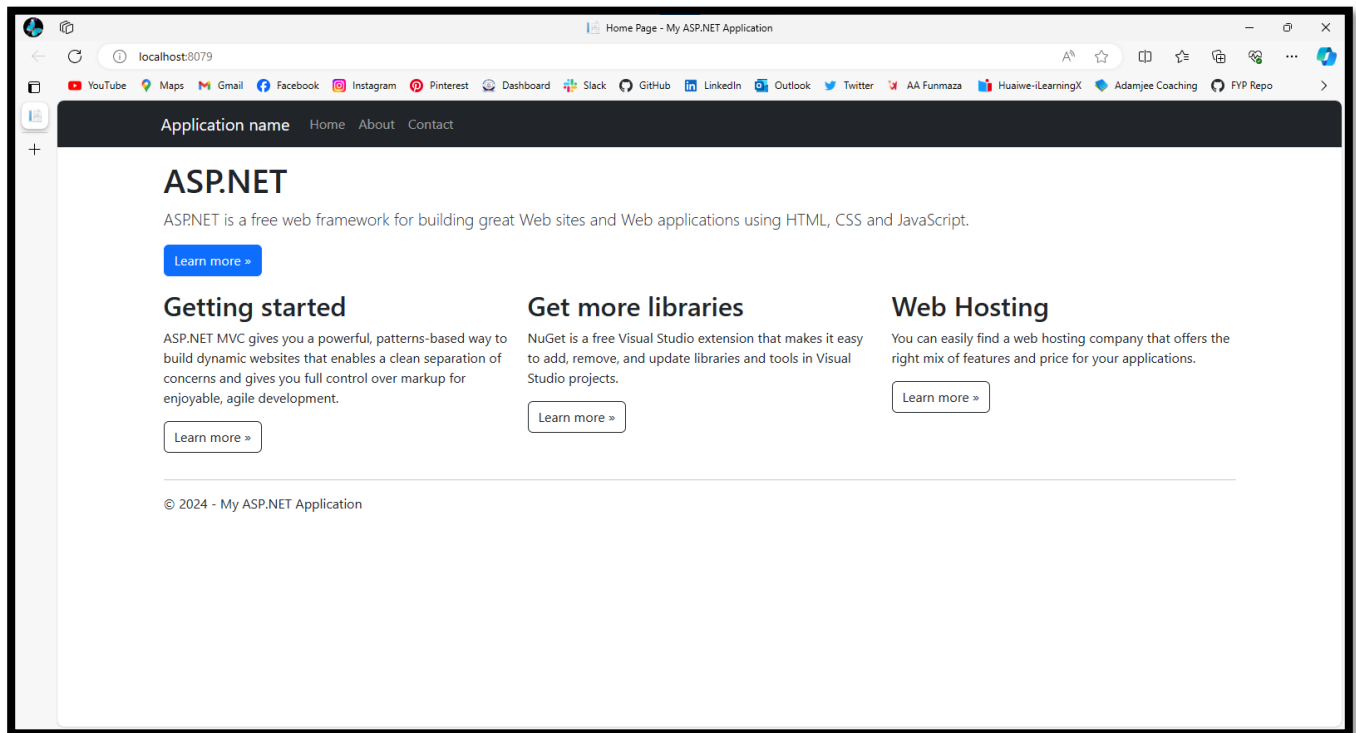 Home Page - My ASP.NET Application
localhost:8079
YouTube Maps Gmail Facebook Instagram Pinterest Dashboard Slack GitHub LinkedIn Outlook Twitter AA Funmaza Huaiwe-iLearningX Adamjee Coaching FYP Repo
Application name Home About Contact
ASP.NET
ASP.NET is a free web framework for building great Web sites and Web applications using HTML, CSS and JavaScript.
Learn more »
Getting started
ASP.NET MVC gives you a powerful, patterns-based way to
build dynamic websites that enables a clean separation of
concerns and gives you full control over markup for
enjoyable, agile development.
Learn more »
Get more libraries
NuGet is a free Visual Studio extension that makes it easy
to add, remove, and update libraries and tools in Visual
Studio projects.
Learn more »
Web Hosting
You can easily find a web hosting company that offers the
right mix of features and price for your applications.
Learn more »
© 2024 - My ASP.NET Application